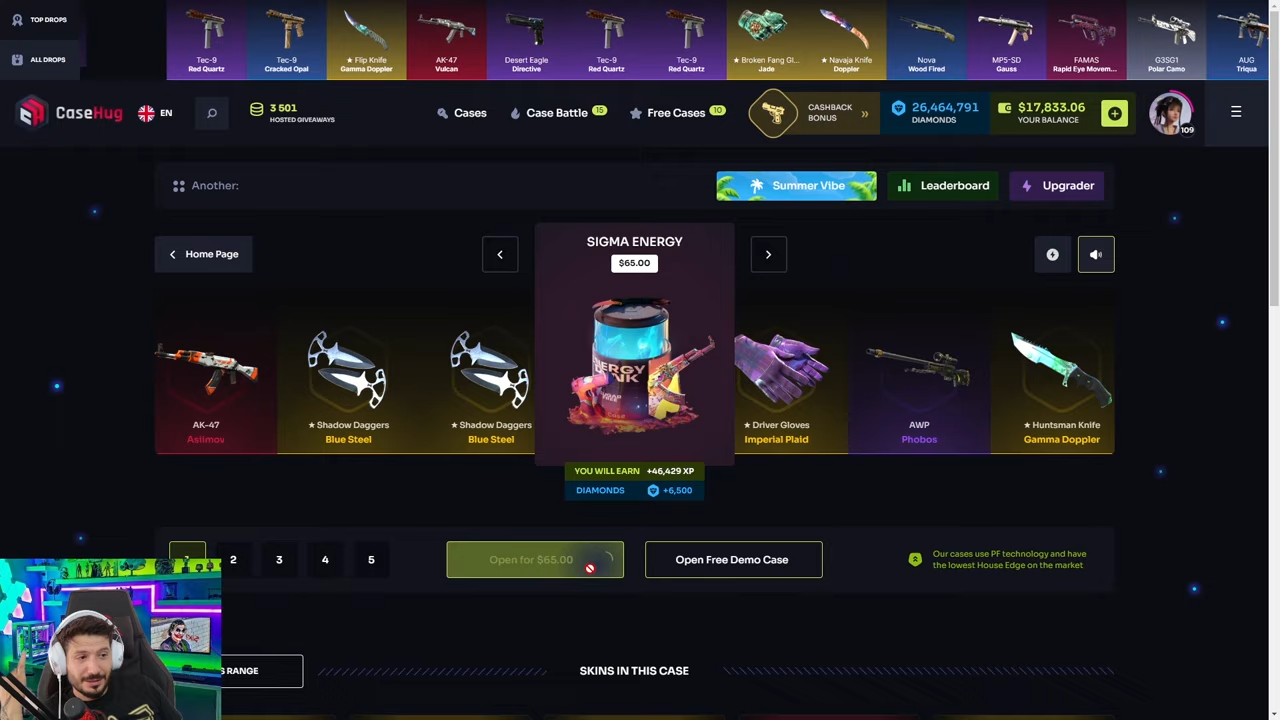 TOP DROPS
ALL DROPS
Tec-9
Red Quartz
Tec-9
Cracked Opal
★ Flip Knife
Gamma Doppler
AK-47
Vulcan
Desert Eagle
Directive
Tec-9
Red Quartz
Tec-9
Red Quartz
★ Broken Fang Gl...
Jade
★ Navaja Knife
Doppler
Nova
Wood Fired
MP5-SD
Gauss
FAMAS
Rapid Eye Movem...
G3SG1
Polar Camo
AUG
Triqua
CaseHug
EN
3 501
HOSTED GIVEAWAYS
Cases
Case Battle 15
Free Cases 10
CASHBACK
BONUS
26,464,791
DIAMONDS
$17,833.06
YOUR BALANCE
109
Another:
Summer Vibe
Leaderboard
Upgrader
Home Page
SIGMA ENERGY
$65.00
AK-47
Asiimov
★ Shadow Daggers
Blue Steel
★ Shadow Daggers
Blue Steel
★ Driver Gloves
Imperial Plaid
AWP
Phobos
★ Huntsman Knife
Gamma Doppler
YOU WILL EARN +46,429 XP
DIAMONDS +6,500
2
3
4
5
Open for $65.00
Open Free Demo Case
Our cases use PF technology and have
the lowest House Edge on the market
RANGE
SKINS IN THIS CASE